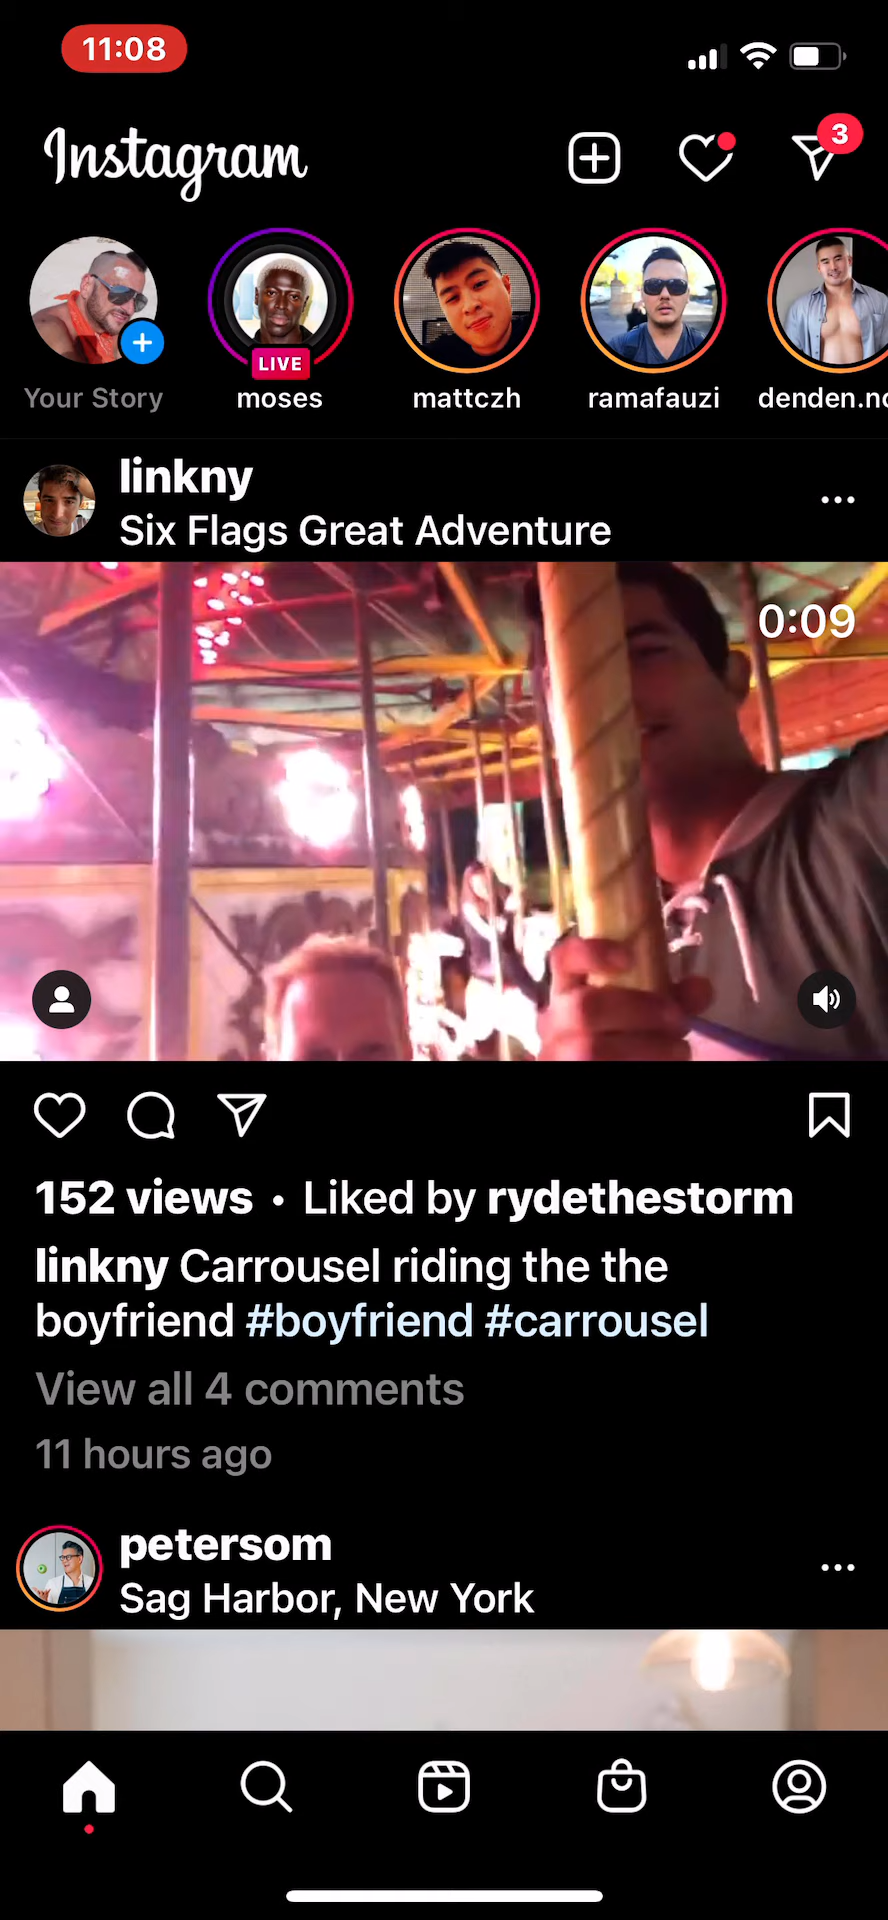 11:08
Instagram
3
LIVE
Your Story
moses
mattczh
ramafauzi
denden.no
linkny
Six Flags Great Adventure
0:09
152 views • Liked by rydethestorm
linkny Carrousel riding the the
boyfriend #boyfriend #carrousel
View all 4 comments
11 hours ago
petersom
Sag Harbor, New York